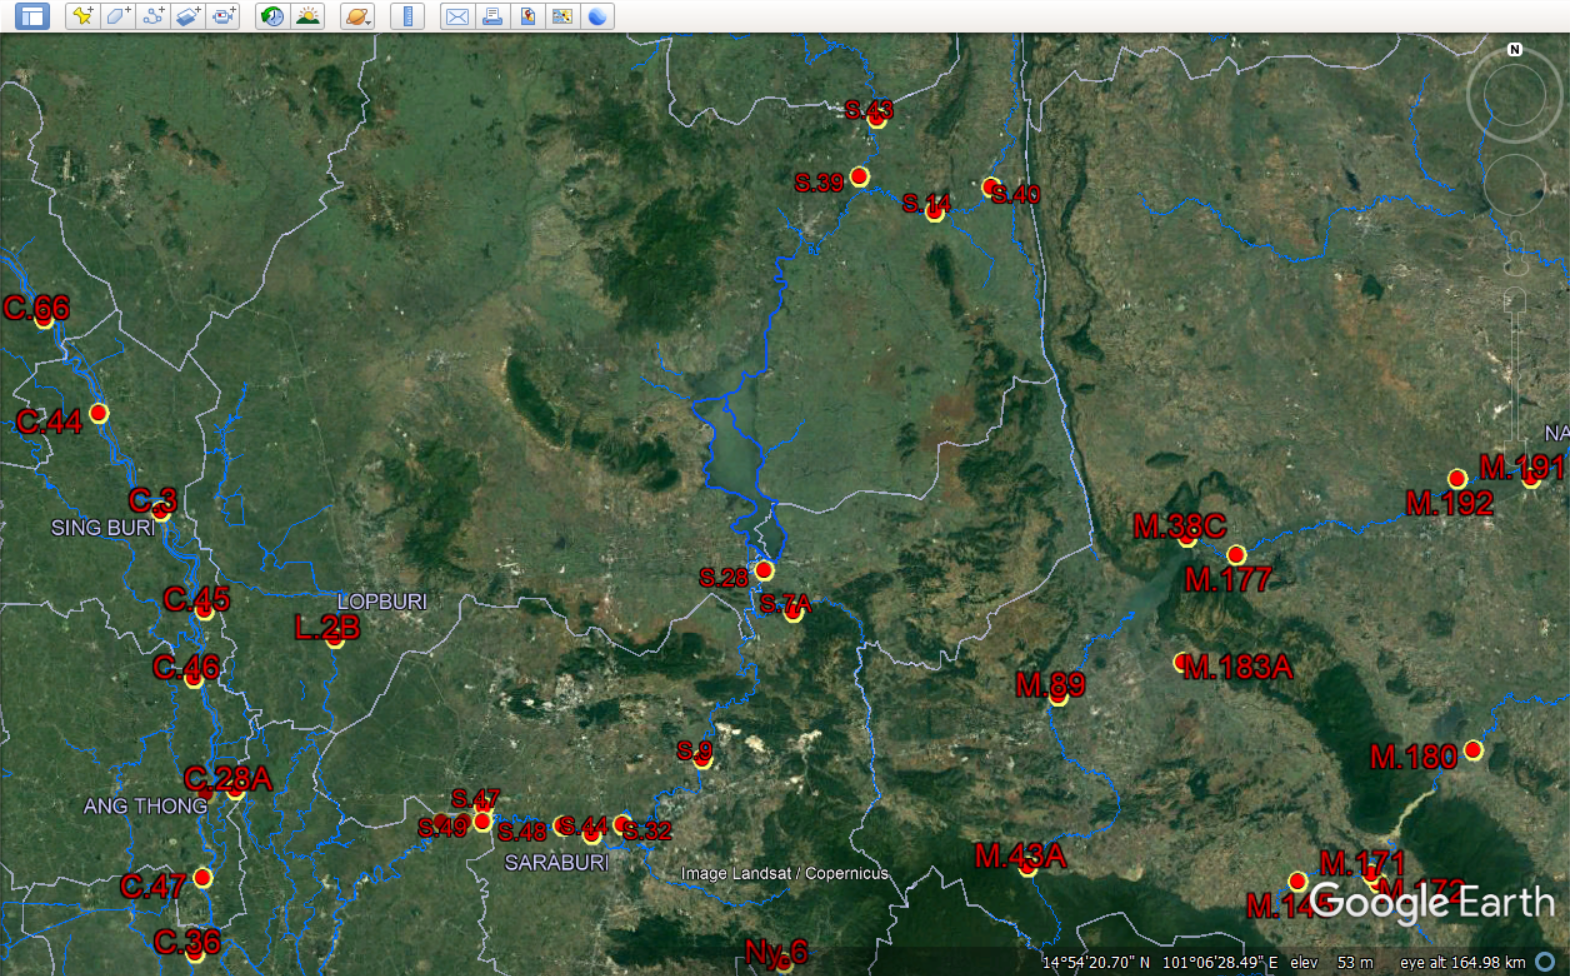 N
S.43
S.39
S.14
S.40
C.66
C.44
NA
M.191
M.192
C.3
SING BURI
M.38C
M.177
S.28
C.45
LOPBURI
S.7A
L.2B
C.46
M.183A
M.89
S.9
M.180
C.28A
ANG THONG
S.47
S.49
S.48
S.44
S.32
SARABURI
M.43A
M.171
Image Landsat / Copernicus
C.47
M.172
Google Earth
C.36
Ny.6
14°54'20.70" N 101°06'28.49" E elev 53 m eye alt 164.98 km